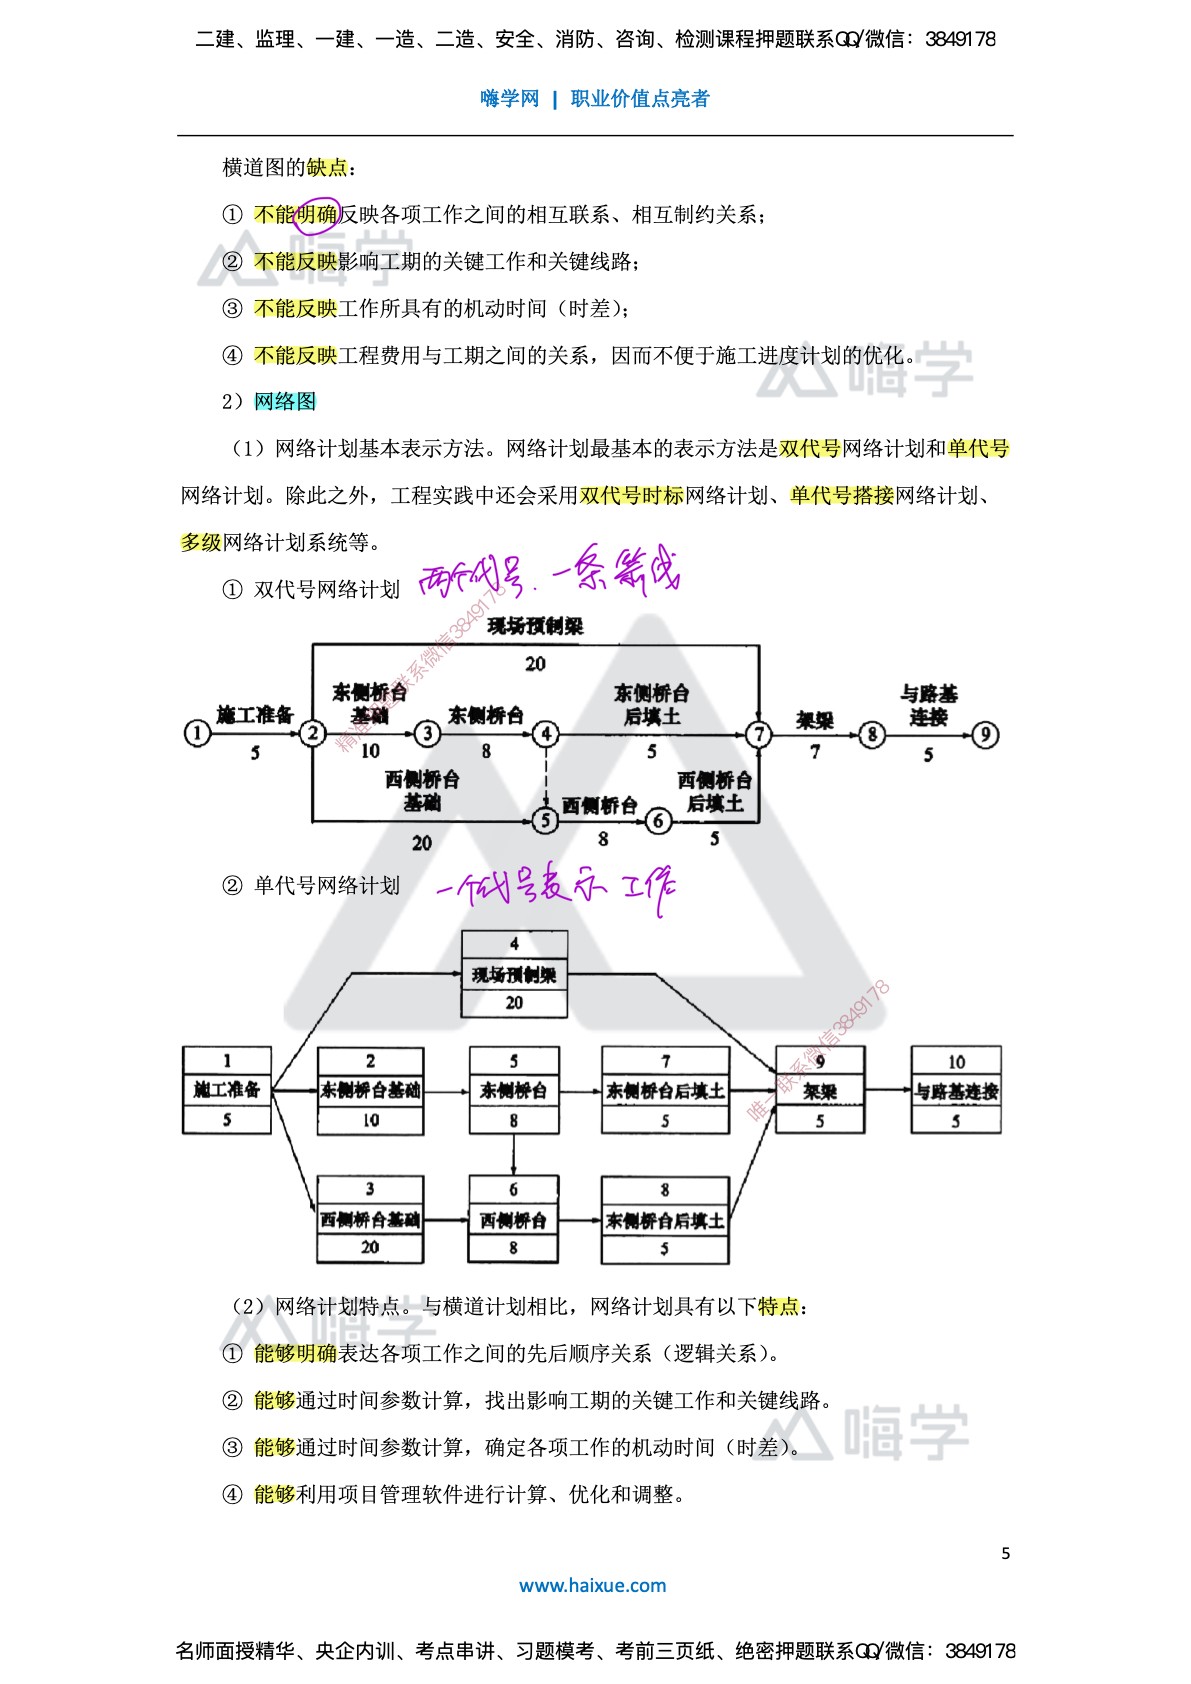 二建、监理、一建、一造、二造、安全、消防、咨询、检测课程押题联系QQ/微信：3849178
嗨学网 | 职业价值点亮者
横道图的缺点：
① 不能明确反映各项工作之间的相互联系、相互制约关系；
② 不能反映影响工期的关键工作和关键线路；
③ 不能反映工作所具有的机动时间（时差）；
④ 不能反映工程费用与工期之间的关系，因而不便于施工进度计划的优化。
2）网络图
（1）网络计划基本表示方法。网络计划最基本的表示方法是双代号网络计划和单代号
网络计划。除此之外，工程实践中还会采用双代号时标网络计划、单代号搭接网络计划、
多级网络计划系统等。
① 双代号网络计划 两个代号、一条箭线
现场预制梁
20
东侧桥台 东侧桥台 与路基
施工准备 基础 东侧桥台 后填土 架梁 连接
1 2 3 4 7 8 9
5 10 8 5 7 5
西侧桥台 西侧桥台
基础 西侧桥台 后填土
5 6
20 8 5
② 单代号网络计划 一个代号表示工作
4
现场预制梁
20
1 2 5 7 9 10
施工准备 东侧桥台基础 东侧桥台 东侧桥台后填土 架梁 与路基连接
5 10 8 5 5 5
3 6 8
西侧桥台基础 西侧桥台 东侧桥台后填土
20 8 5
（2）网络计划特点。与横道计划相比，网络计划具有以下特点：
① 能够明确表达各项工作之间的先后顺序关系（逻辑关系）。
② 能够通过时间参数计算，找出影响工期的关键工作和关键线路。
③ 能够通过时间参数计算，确定各项工作的机动时间（时差）。
④ 能够利用项目管理软件进行计算、优化和调整。
5
www.haixue.com
名师面授精华、央企内训、考点串讲、习题模考、考前三页纸、绝密押题联系QQ/微信：3849178
嗨学
嗨学
嗨学
嗨学
唯一联系微信3849178